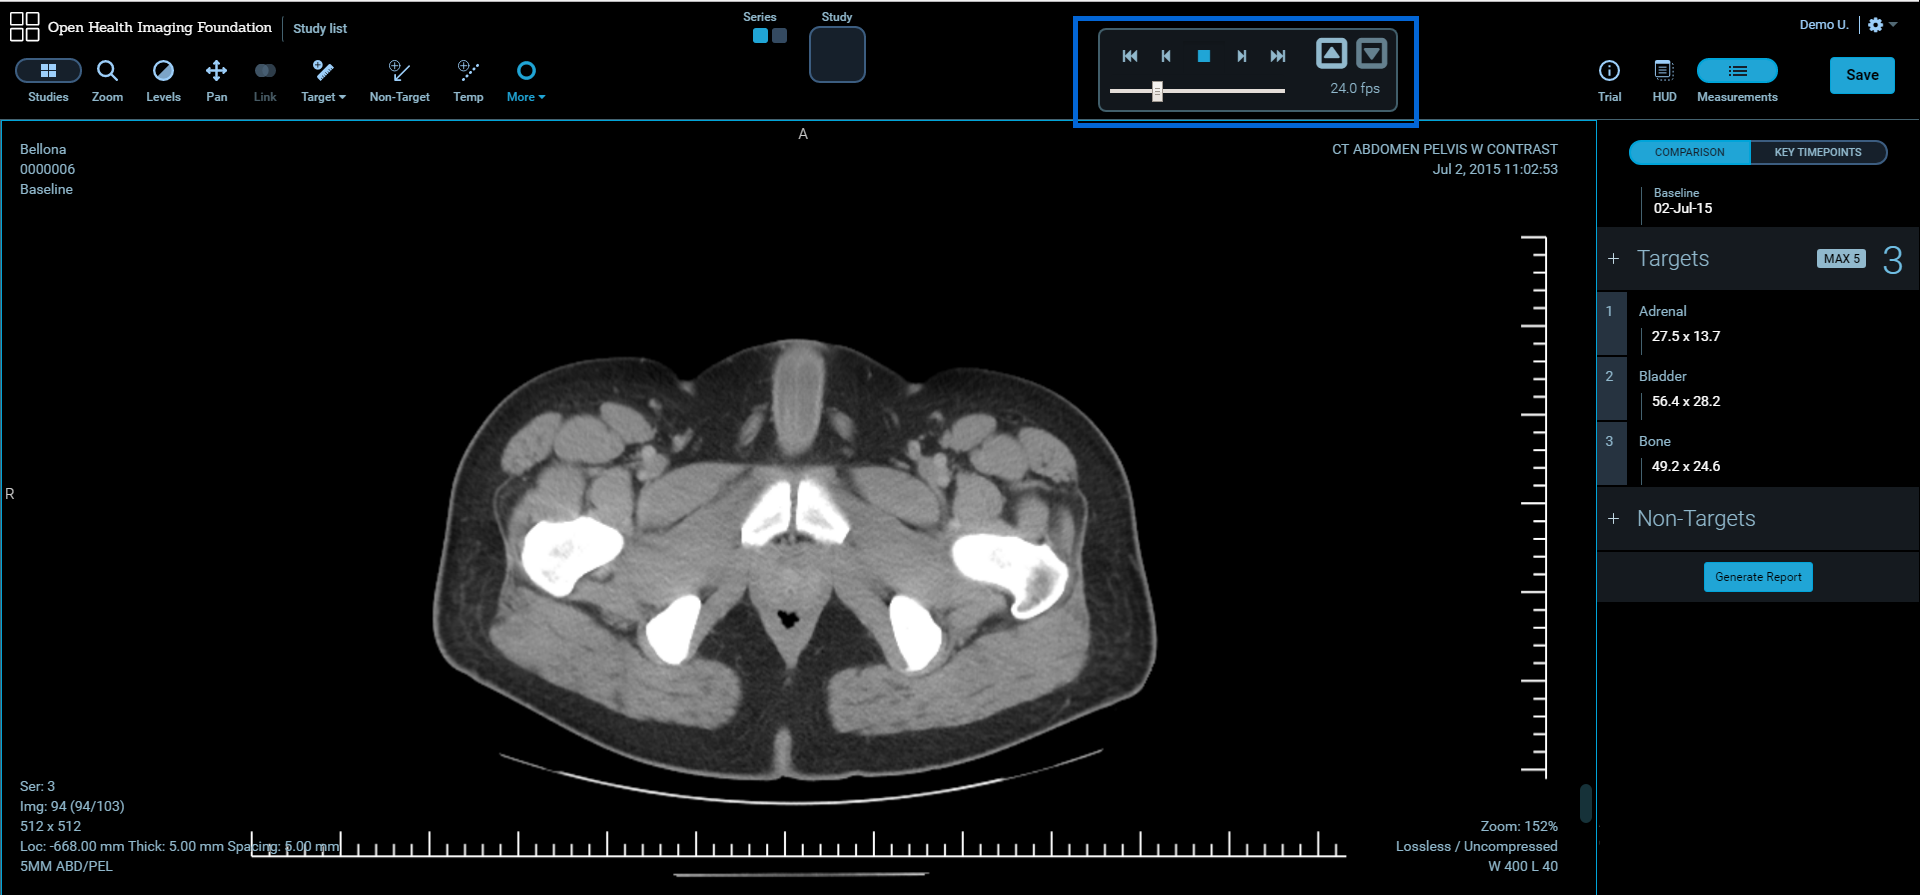 Open Health Imaging Foundation
Study list
Series
Study
Demo U.
Studies
Zoom
Levels
Pan
Link
Target
Non-Target
Temp
More
24.0 fps
Trial
HUD
Measurements
Save
A
Bellona
0000006
Baseline
CT ABDOMEN PELVIS W CONTRAST
Jul 2, 2015 11:02:53
R
Ser: 3
Img: 94 (94/103)
512 x 512
Loc: -668.00 mm Thick: 5.00 mm Spacing: 5.00 mm
5MM ABD/PEL
Zoom: 152%
Lossless / Uncompressed
W 400 L 40
COMPARISON
KEY TIMEPOINTS
Baseline
02-Jul-15
+ Targets MAX 5 3
1 Adrenal
27.5 x 13.7
2 Bladder
56.4 x 28.2
3 Bone
49.2 x 24.6
+ Non-Targets
Generate Report